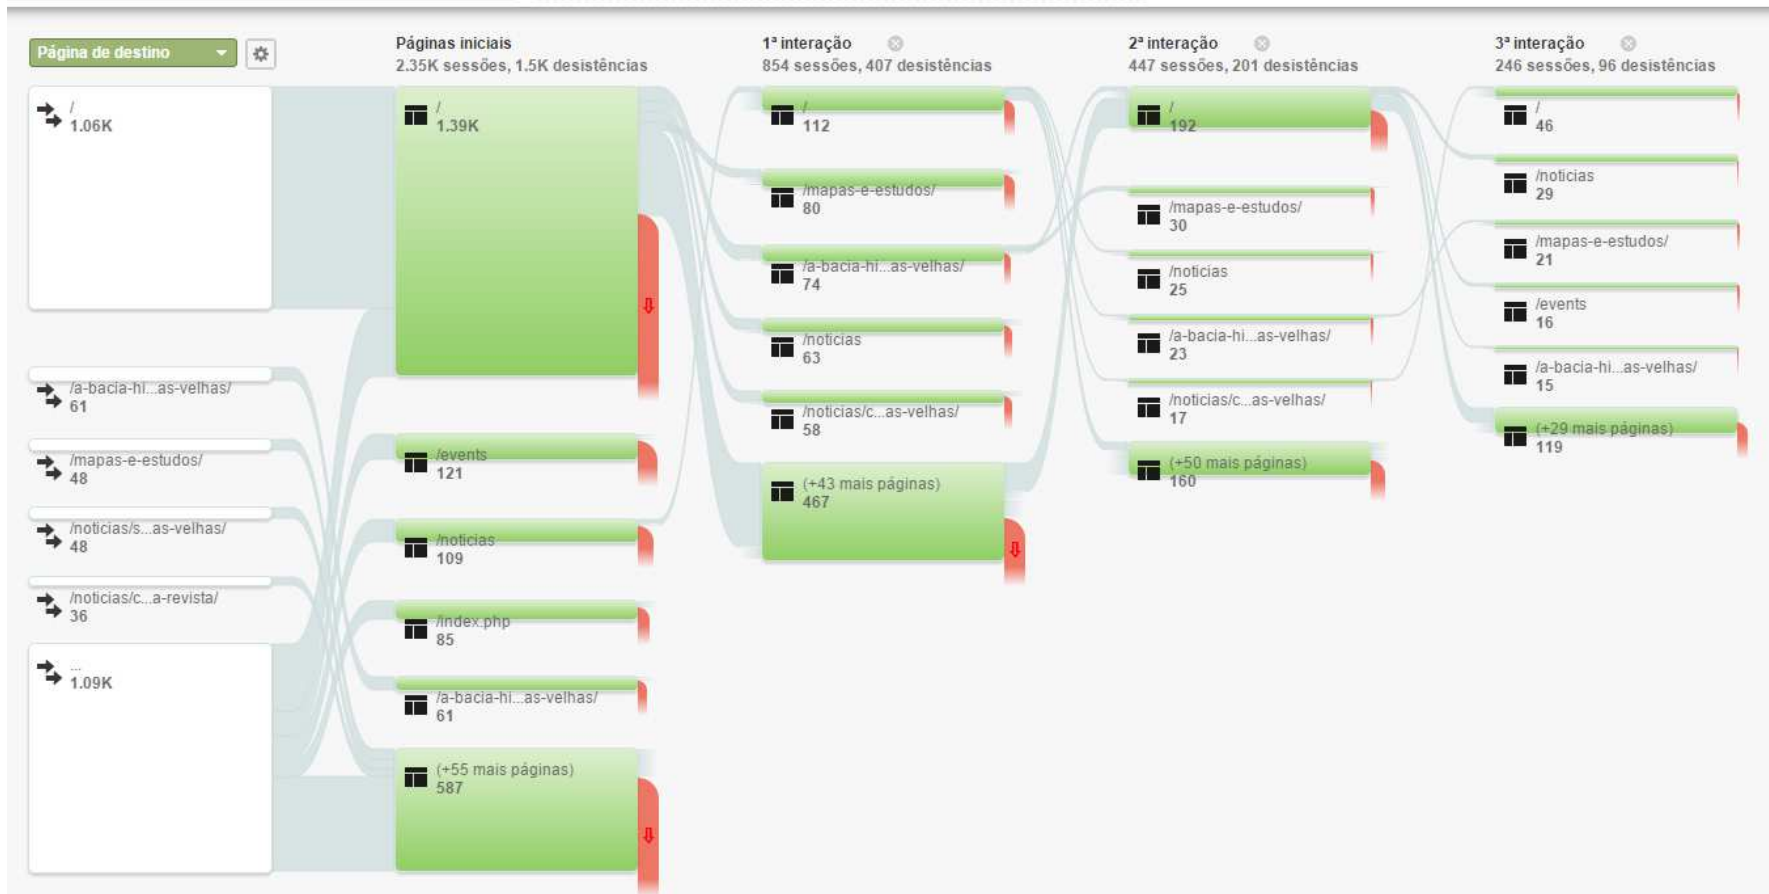 Página de destino
/
1.06K
/a-bacia-hi...as-velhas/
61
/mapas-e-estudos/
48
/noticias/s...as-velhas/
48
/noticias/c...a-revista/
36
...
1.09K
Páginas iniciais
2.35K sessões, 1.5K desistências
/
1.39K
/events
121
/noticias
109
/index.php
85
/a-bacia-hi...as-velhas/
61
(+55 mais páginas)
587
1ª interação
854 sessões, 407 desistências
/
112
/mapas-e-estudos/
80
/a-bacia-hi...as-velhas/
74
/noticias
63
/noticias/c...as-velhas/
58
(+43 mais páginas)
467
2ª interação
447 sessões, 201 desistências
/
192
/mapas-e-estudos/
30
/noticias
25
/a-bacia-hi...as-velhas/
23
/noticias/c...as-velhas/
17
(+50 mais páginas)
160
3ª interação
246 sessões, 96 desistências
/
46
/noticias
29
/mapas-e-estudos/
21
/events
16
/a-bacia-hi...as-velhas/
15
(+29 mais páginas)
119